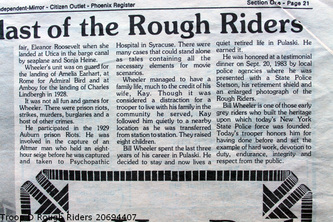 Independent-Mirror - Citizen Outlet - Phoenix Register
Section One - Page 21
last of the Rough Riders
fair, Eleanor Roosevelt when she
landed at Utica in the barge canal
by seaplane and Sonja Heine.
Wheeler's unit was on guard for
the landing of Amelia Earhart, at
Rome for Admiral Bird and at
Amboy for the landing of Charles
Lindbergh in 1928.
It was not all fun and games for
Wheeler. There were prison riots,
strikes, murders, burglaries and a
host of other crimes.
He participated in the 1929
Auburn prison Riots. He was
involved in the capture of an
Altmar man who had an eight-
hour seige before he was captured
and taken to Psychopathic
Hospital in Syracuse. There were
many cases that could stand alone
as tales containing all the
necessary elements for movie
scenarios.
Wheeler managed to have a
family life, much to the credit of his
wife, Kay. Though it was
considered a distraction for a
trooper to live with his family in the
community he served, Kay
followed him quietly to a nearby
location as he was transferred
from station to station. They raised
eight children.
Bill Wheeler spent the last three
years of his career in Pulaski. He
decided to stay and now lives a
quiet retired life in Pulaski. He
earned it.
He was honored at a testimonial
dinner on Sept. 20, 1983 by local
police agencies where he was
presented with a State Police
Stetson, his retirement shield and
an enlarged photograph of the
Rough Riders.
Bill Wheeler is one of those early
grey riders who built the heritage
upon which today's New York
State Police force was founded.
Today's trooper honors him for
having done before and set the
example of hard work, devotion to
duty, endurance, integrity and
respect from the public.
Troop D Rough Riders 20694407